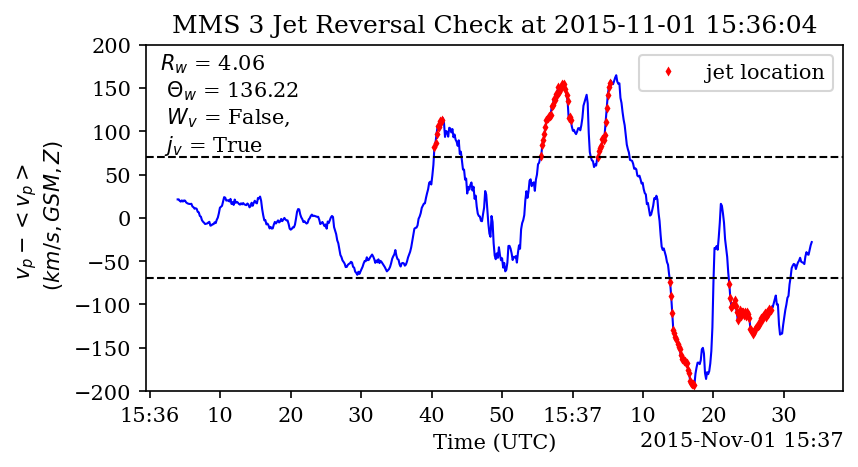 MMS 3 Jet Reversal Check at 2015-11-01 15:36:04
R_w = 4.06
Θ_w = 136.22
W_v = False,
j_v = True
jet location
v_p − < v_p >
(km/s, GSM, Z)
200
150
100
50
0
−50
−100
−150
−200
15:36 10 20 30 40 50 15:37 10 20 30
Time (UTC)
2015-Nov-01 15:37